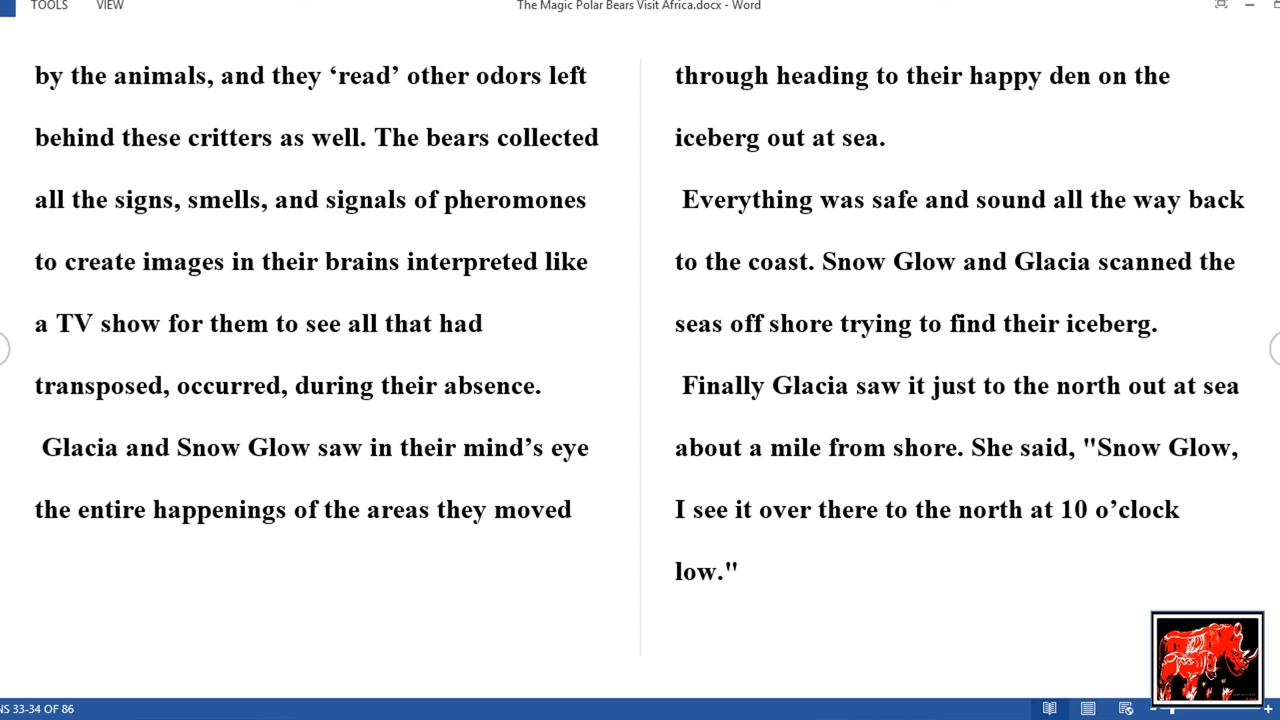 TOOLS VIEW The Magic Polar Bears Visit Africa.docx - Word
by the animals, and they ‘read’ other odors left
behind these critters as well. The bears collected
all the signs, smells, and signals of pheromones
to create images in their brains interpreted like
a TV show for them to see all that had
transposed, occurred, during their absence.
Glacia and Snow Glow saw in their mind’s eye
the entire happenings of the areas they moved
through heading to their happy den on the
iceberg out at sea.
Everything was safe and sound all the way back
to the coast. Snow Glow and Glacia scanned the
seas off shore trying to find their iceberg.
Finally Glacia saw it just to the north out at sea
about a mile from shore. She said, "Snow Glow,
I see it over there to the north at 10 o’clock
low."
NS 33-34 OF 86